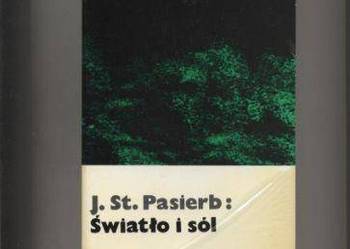 J. St. Pasierb:
Światło i sól